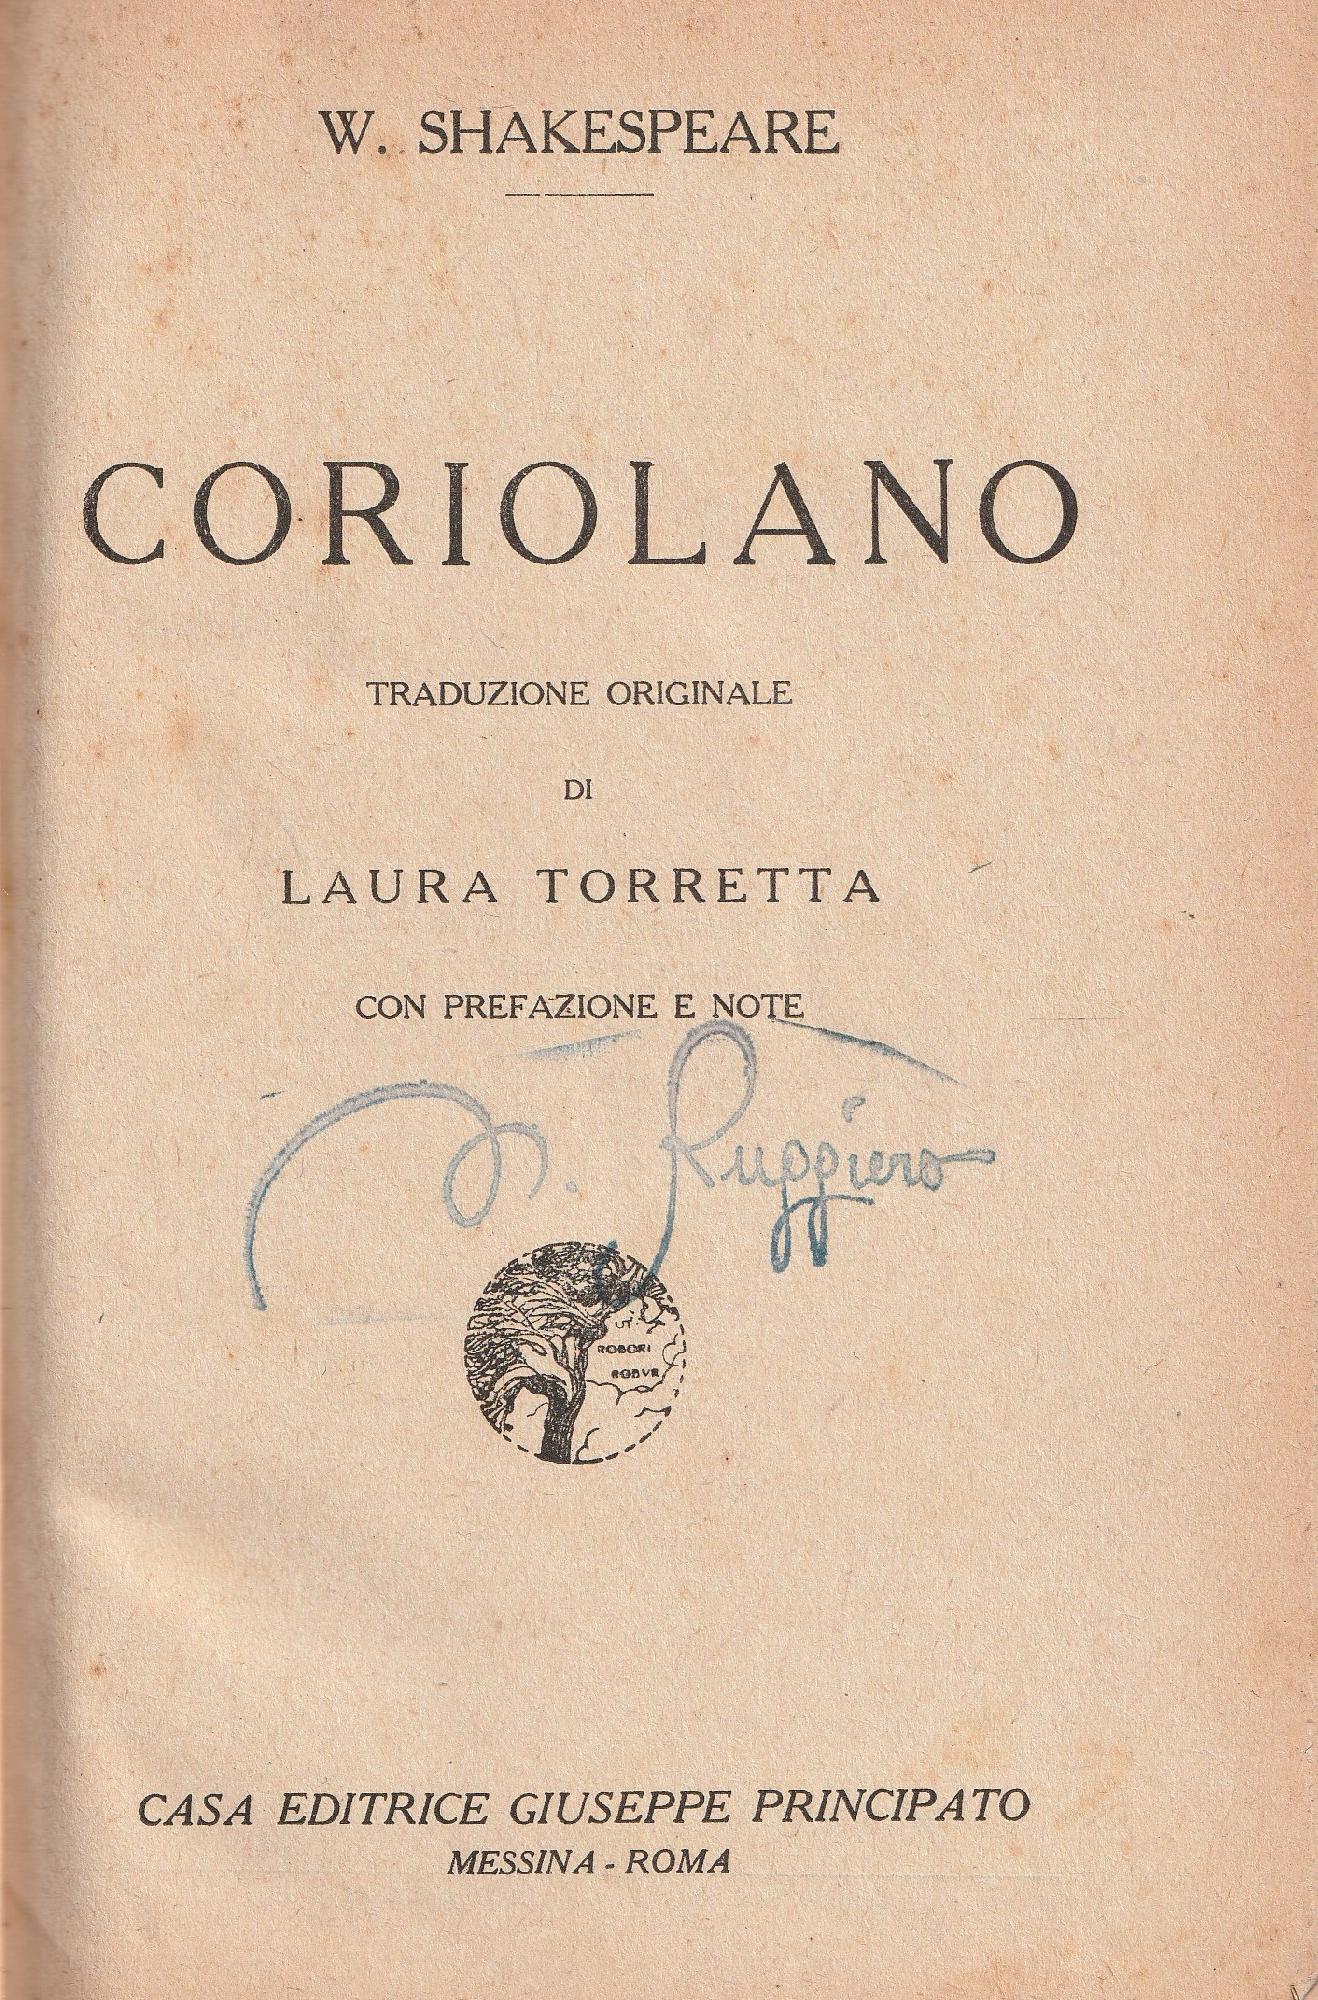 W. SHAKESPEARE
CORIOLANO
TRADUZIONE ORIGINALE
DI
LAURA TORRETTA
CON PREFAZIONE E NOTE
Ruggiero
UT
ROBORI
ROBVR
CASA EDITRICE GIUSEPPE PRINCIPATO
MESSINA - ROMA